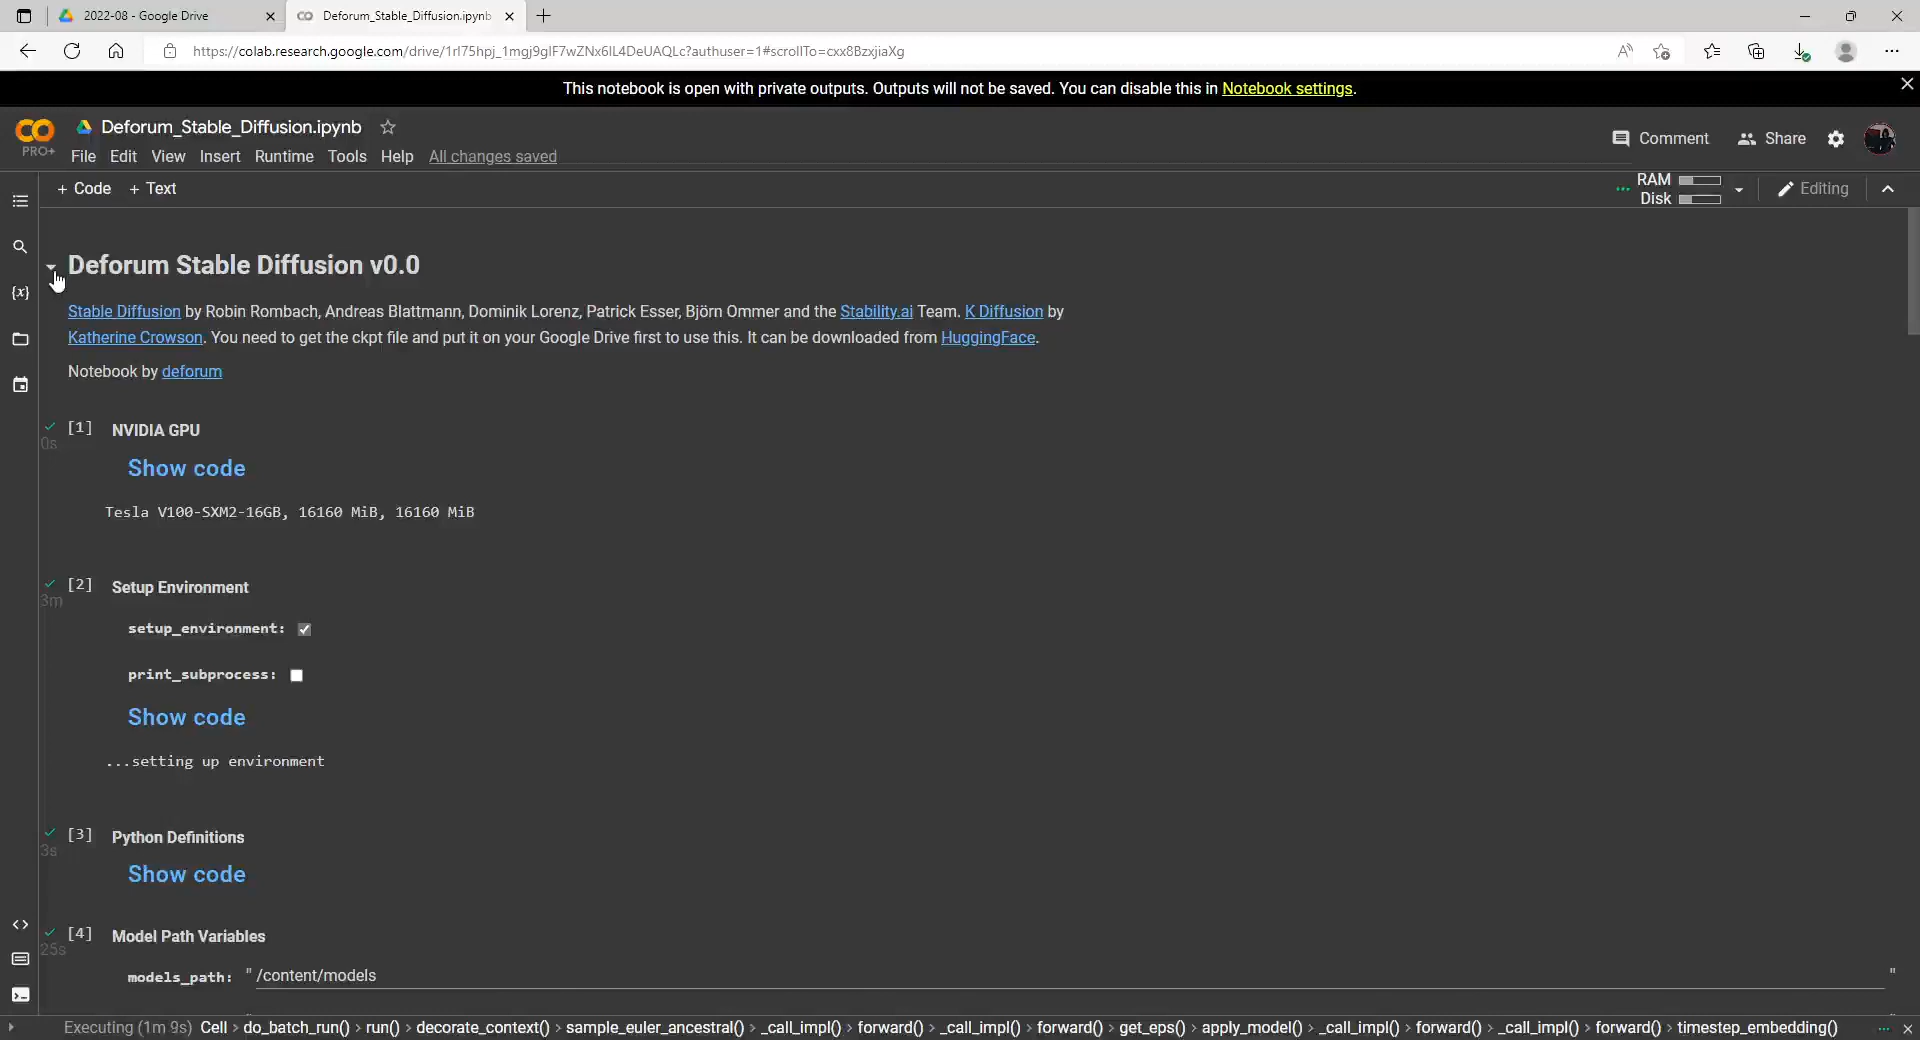 2022-08 - Google Drive
Deforum_Stable_Diffusion.ipynb
https://colab.research.google.com/drive/1rI75hpj_1mgj9gIF7wZNx6IL4DeUAQLc?authuser=1#scrollTo=cxx8BzxjiaXg
This notebook is open with private outputs. Outputs will not be saved. You can disable this in Notebook settings.
Deforum_Stable_Diffusion.ipynb
PRO+
File Edit View Insert Runtime Tools Help All changes saved
Comment Share
+ Code + Text
RAM
Disk
Editing
Deforum Stable Diffusion v0.0
Stable Diffusion by Robin Rombach, Andreas Blattmann, Dominik Lorenz, Patrick Esser, Björn Ommer and the Stability.ai Team. K Diffusion by
Katherine Crowson. You need to get the ckpt file and put it on your Google Drive first to use this. It can be downloaded from HuggingFace.
Notebook by deforum
[1] NVIDIA GPU
0s
Show code
Tesla V100-SXM2-16GB, 16160 MiB, 16160 MiB
[2] Setup Environment
3m
setup_environment:
print_subprocess:
Show code
...setting up environment
[3] Python Definitions
3s
Show code
[4] Model Path Variables
25s
models_path: "/content/models "
Executing (1m 9s) Cell > do_batch_run() > run() > decorate_context() > sample_euler_ancestral() > _call_impl() > forward() > _call_impl() > forward() > get_eps() > apply_model() > _call_impl() > forward() > _call_impl() > forward() > timestep_embedding()